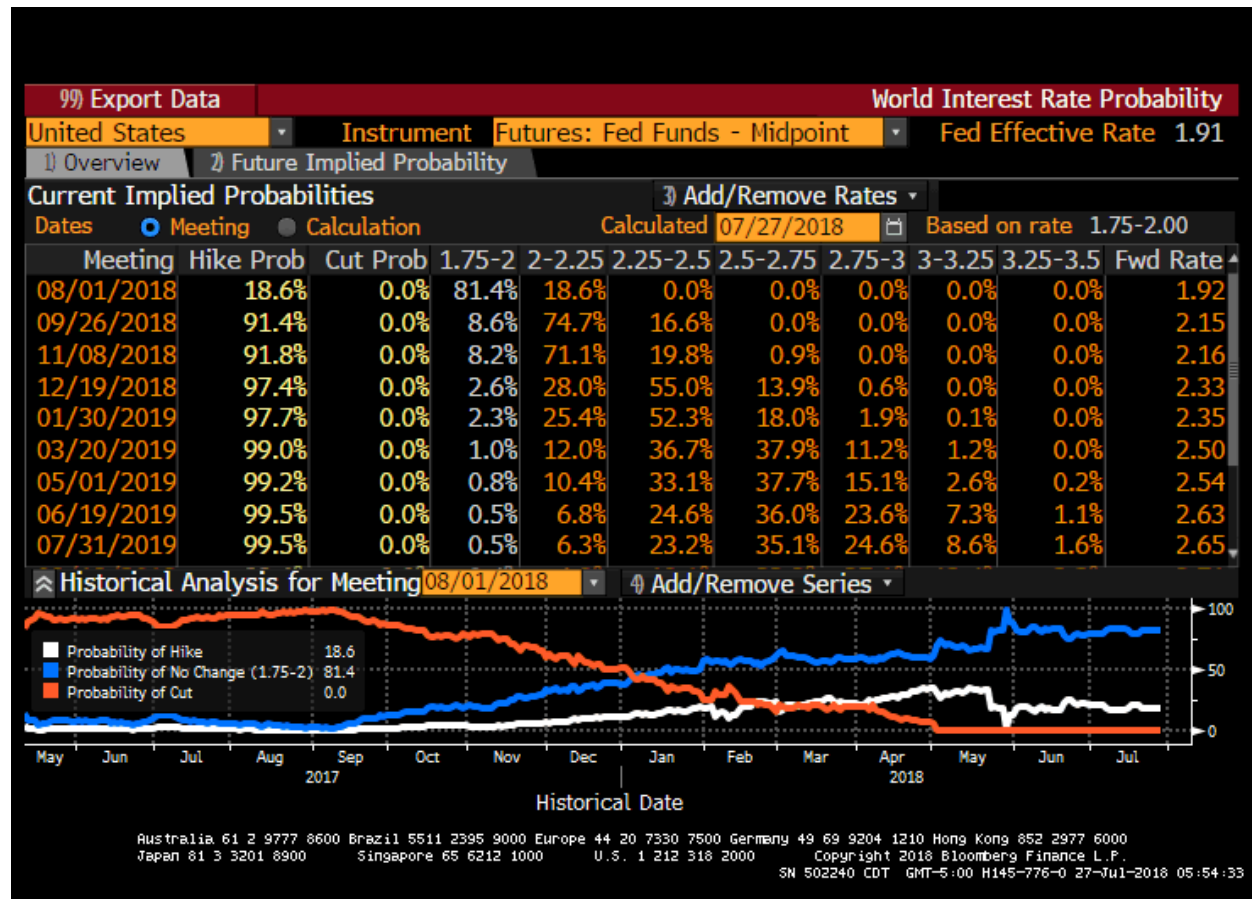 99) Export Data World Interest Rate Probability
United States Instrument Futures: Fed Funds - Midpoint Fed Effective Rate 1.91
1) Overview 2) Future Implied Probability
Current Implied Probabilities 3) Add/Remove Rates
Dates Meeting Calculation Calculated 07/27/2018 Based on rate 1.75-2.00
Meeting Hike Prob Cut Prob 1.75-2 2-2.25 2.25-2.5 2.5-2.75 2.75-3 3-3.25 3.25-3.5 Fwd Rate
08/01/2018 18.6% 0.0% 81.4% 18.6% 0.0% 0.0% 0.0% 0.0% 0.0% 1.92
09/26/2018 91.4% 0.0% 8.6% 74.7% 16.6% 0.0% 0.0% 0.0% 0.0% 2.15
11/08/2018 91.8% 0.0% 8.2% 71.1% 19.8% 0.9% 0.0% 0.0% 0.0% 2.16
12/19/2018 97.4% 0.0% 2.6% 28.0% 55.0% 13.9% 0.6% 0.0% 0.0% 2.33
01/30/2019 97.7% 0.0% 2.3% 25.4% 52.3% 18.0% 1.9% 0.1% 0.0% 2.35
03/20/2019 99.0% 0.0% 1.0% 12.0% 36.7% 37.9% 11.2% 1.2% 0.0% 2.50
05/01/2019 99.2% 0.0% 0.8% 10.4% 33.1% 37.7% 15.1% 2.6% 0.2% 2.54
06/19/2019 99.5% 0.0% 0.5% 6.8% 24.6% 36.0% 23.6% 7.3% 1.1% 2.63
07/31/2019 99.5% 0.0% 0.5% 6.3% 23.2% 35.1% 24.6% 8.6% 1.6% 2.65
Historical Analysis for Meeting 08/01/2018 4) Add/Remove Series
100
Probability of Hike 18.6
Probability of No Change (1.75-2) 81.4
Probability of Cut 0.0
50
0
May Jun Jul Aug Sep Oct Nov Dec Jan Feb Mar Apr May Jun Jul
2017 2018
Historical Date
Australia 61 2 9777 8600 Brazil 5511 2395 9000 Europe 44 20 7330 7500 Germany 49 69 9204 1210 Hong Kong 852 2977 6000
Japan 81 3 3201 8900 Singapore 65 6212 1000 U.S. 1 212 318 2000 Copyright 2018 Bloomberg Finance L.P.
SN 502240 CDT GMT-5:00 H145-776-0 27-Jul-2018 05:54:33